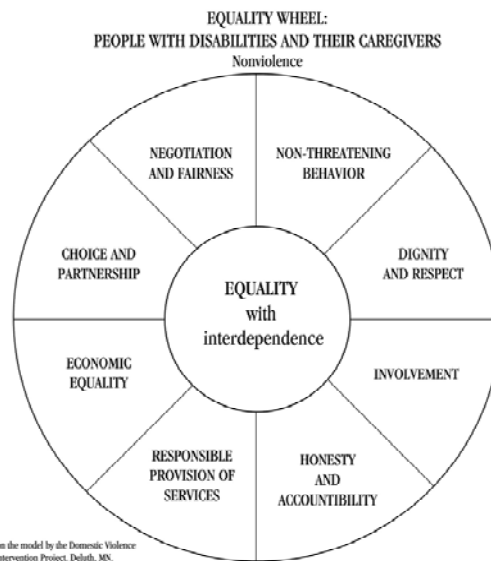 EQUALITY WHEEL:
PEOPLE WITH DISABILITIES AND THEIR CAREGIVERS
Nonviolence
NEGOTIATION
AND FAIRNESS
NON-THREATENING
BEHAVIOR
CHOICE AND
PARTNERSHIP
DIGNITY
AND RESPECT
EQUALITY
with
interdependence
ECONOMIC
EQUALITY
INVOLVEMENT
RESPONSIBLE
PROVISION OF
SERVICES
HONESTY
AND
ACCOUNTIBILITY
n the model by the Domestic Violence
ntervention Project, Deluth, MN.